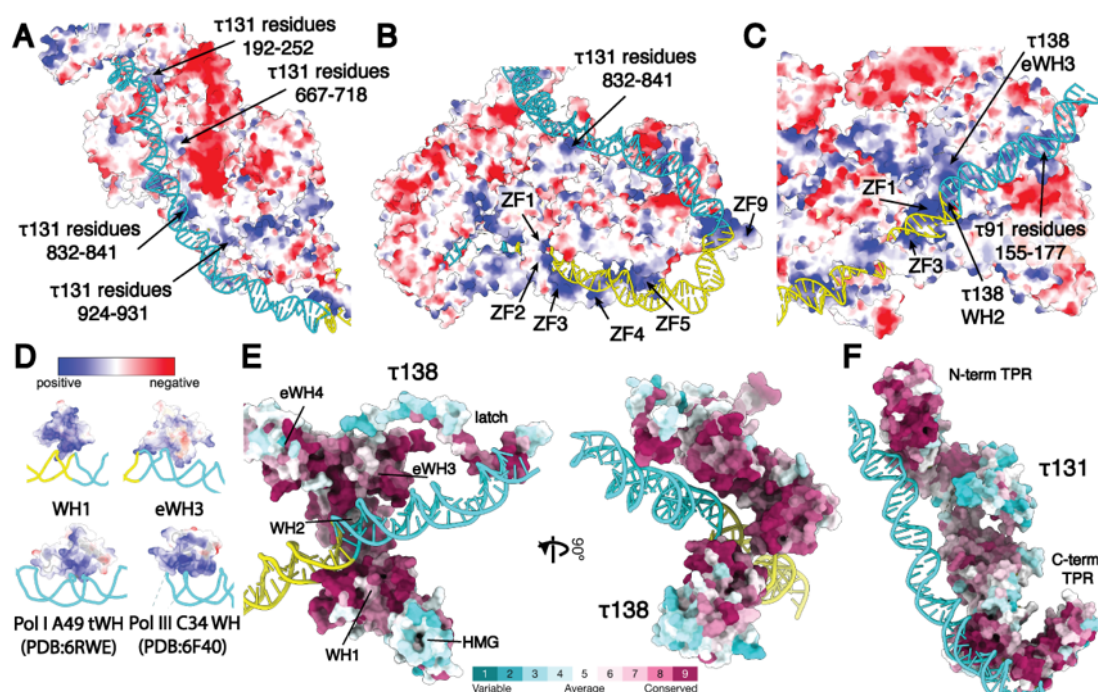 A
τ131 residues
192-252
τ131 residues
667-718
τ131 residues
832-841
τ131 residues
924-931
B
τ131 residues
832-841
ZF1
ZF9
ZF2
ZF3
ZF4
ZF5
C
τ138
eWH3
ZF1
ZF3
τ91 residues
155-177
τ138
WH2
D
positive
negative
WH1
eWH3
Pol I A49 tWH
(PDB:6RWE)
Pol III C34 WH
(PDB:6F40)
E
τ138
eWH4
latch
eWH3
WH2
WH1
HMG
90°
τ138
1 2 3 4 5 6 7 8 9
Variable Average Conserved
F
N-term TPR
τ131
C-term
TPR